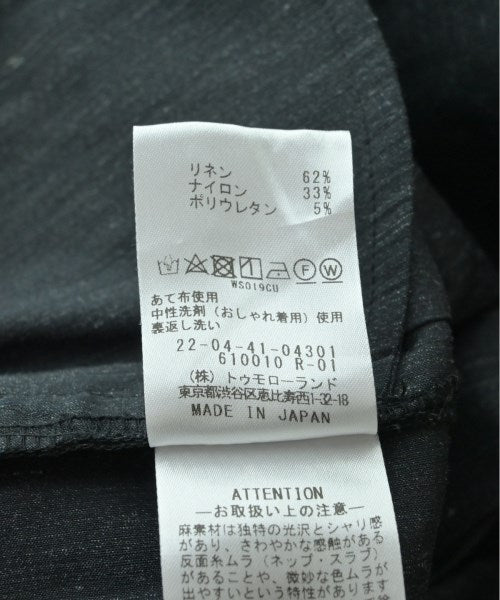 リネン 62%
ナイロン 33%
ポリウレタン 5%
F W
WS019CU
あて布使用
中性洗剤(おしゃれ着用)使用
裏返し洗い
22-04-41-04301
610010 R-01
(株)トゥモローランド
東京都渋谷区恵比寿西1-32-18
MADE IN JAPAN
ATTENTION
―お取扱い上の注意―
麻素材は独特の光沢とシャリ感
があり、さわやかな感触がある
反面糸ムラ(ネップ・スラブ)
があることや、微妙な色ムラが
出やすいという特性があります